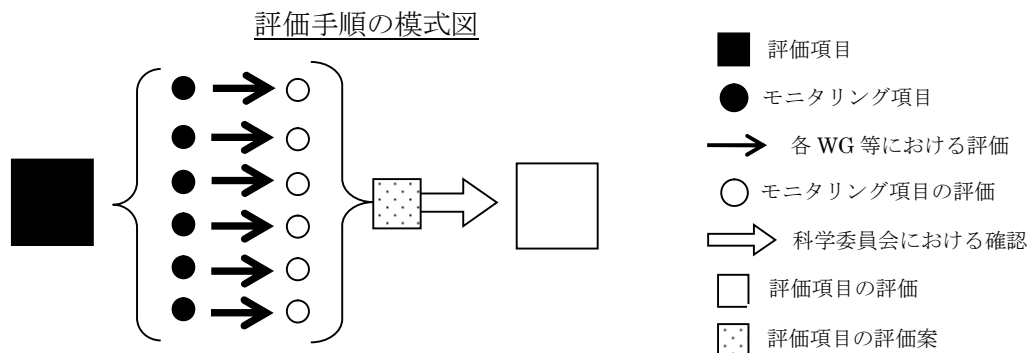 評価手順の模式図
評価項目
モニタリング項目
各 WG 等における評価
モニタリング項目の評価
科学委員会における確認
評価項目の評価
評価項目の評価案